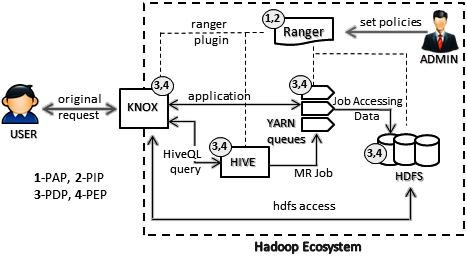 1,2
Ranger
set policies
ADMIN
ranger
plugin
3,4
KNOX
original
request
USER
application
3,4
YARN
queues
Job Accessing
Data
3,4
HDFS
HiveQL
query
3,4
HIVE
MR Job
1-PAP, 2-PIP
3-PDP, 4-PEP
hdfs access
Hadoop Ecosystem